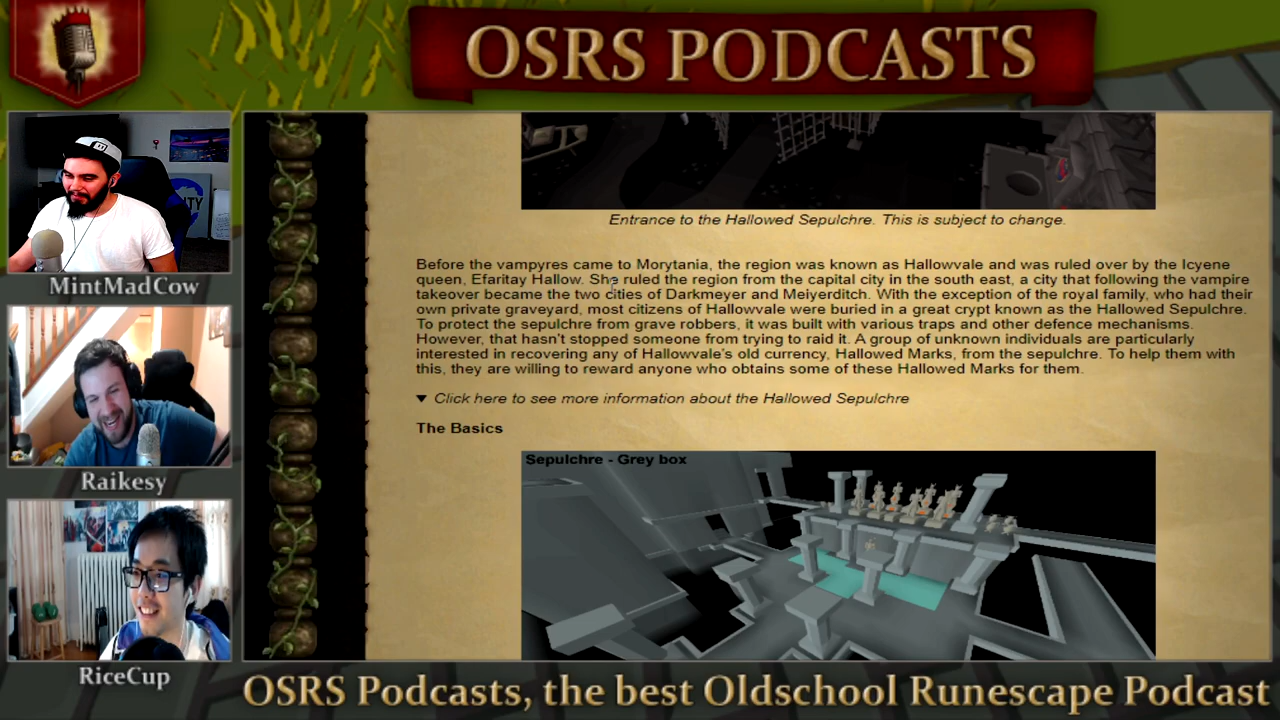 OSRS PODCASTS
MintMadCow
Raikesy
RiceCup
Entrance to the Hallowed Sepulchre. This is subject to change.
Before the vampyres came to Morytania, the region was known as Hallowvale and was ruled over by the Icyene
queen, Efaritay Hallow. She ruled the region from the capital city in the south east, a city that following the vampire
takeover became the two cities of Darkmeyer and Meiyerditch. With the exception of the royal family, who had their
own private graveyard, most citizens of Hallowvale were buried in a great crypt known as the Hallowed Sepulchre.
To protect the sepulchre from grave robbers, it was built with various traps and other defence mechanisms.
However, that hasn't stopped someone from trying to raid it. A group of unknown individuals are particularly
interested in recovering any of Hallowvale's old currency, Hallowed Marks, from the sepulchre. To help them with
this, they are willing to reward anyone who obtains some of these Hallowed Marks for them.
▼ Click here to see more information about the Hallowed Sepulchre
The Basics
Sepulchre - Grey box
OSRS Podcasts, the best Oldschool Runescape Podcast